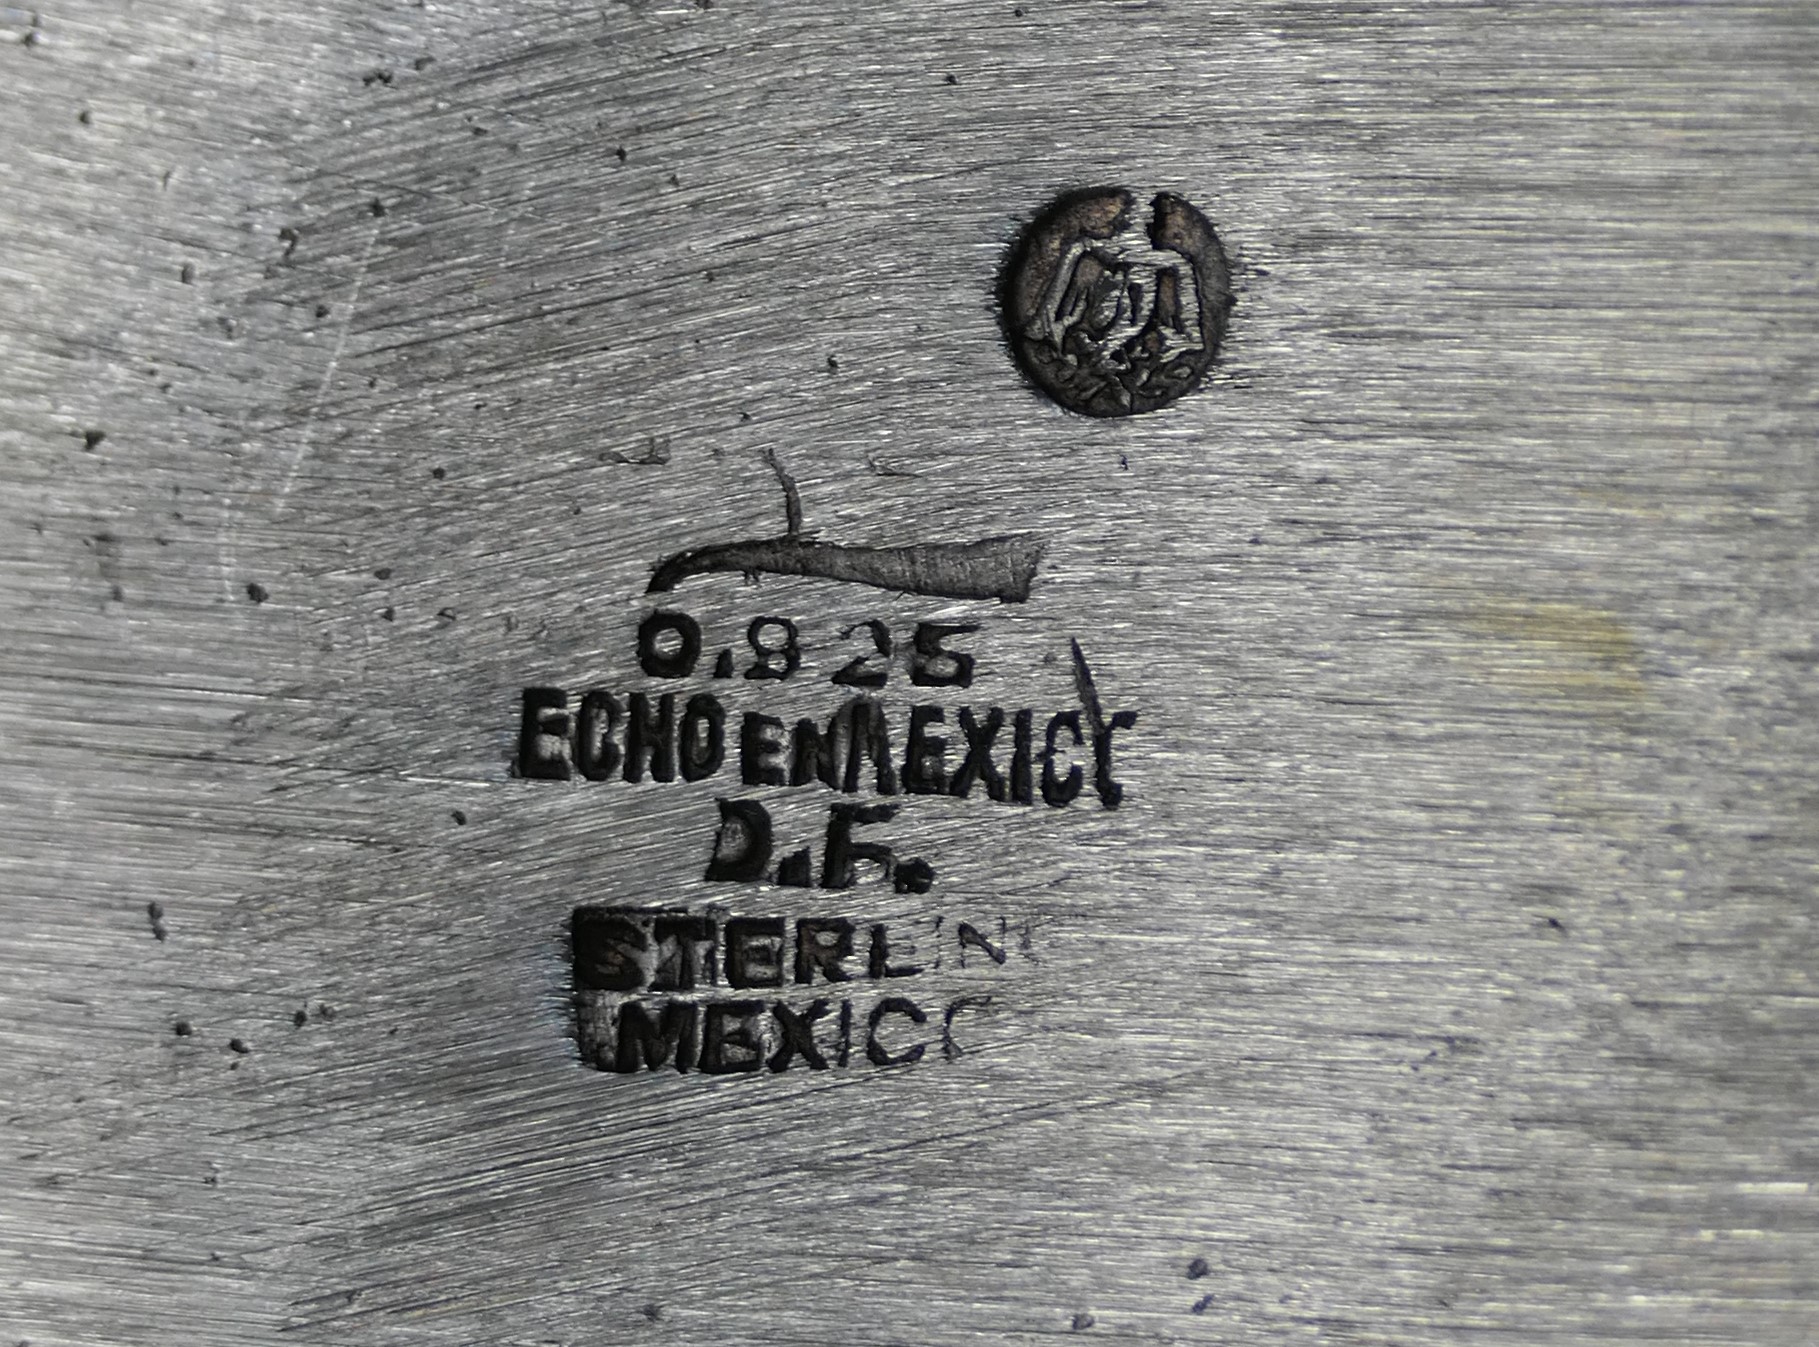 0.925
ECHO EN MEXICO
D.F.
STERLING
MEXICO